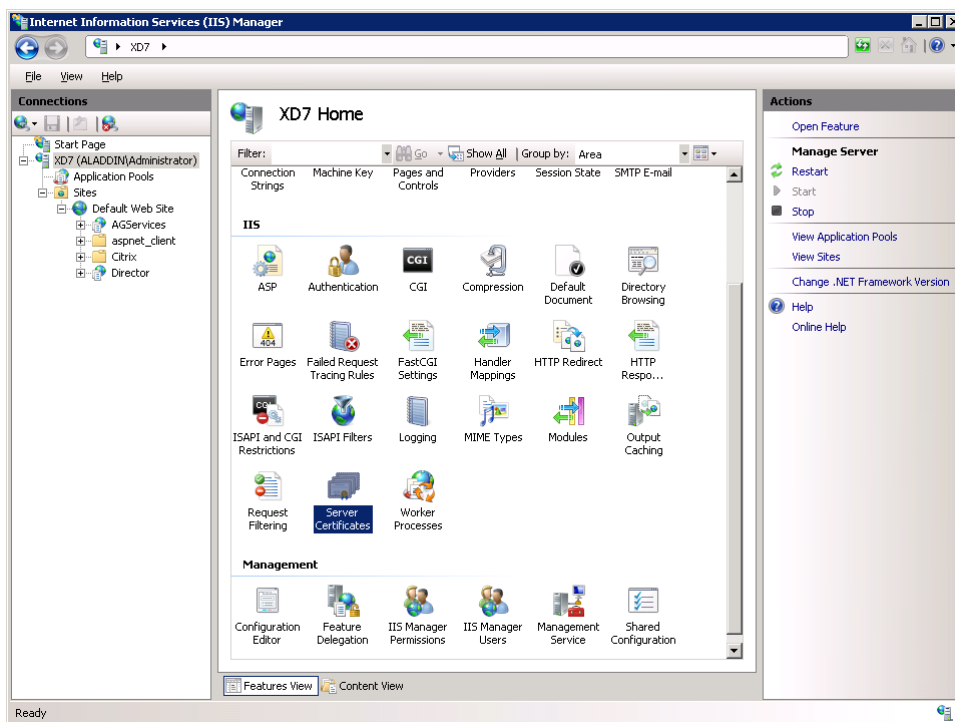 Internet Information Services (IIS) Manager
XD7
File View Help
Connections
Start Page
XD7 (ALADDIN\Administrator)
Application Pools
Sites
Default Web Site
AGServices
aspnet_client
Citrix
Director
XD7 Home
Filter: Go Show All Group by: Area
Connection Strings
Machine Key
Pages and Controls
Providers
Session State
SMTP E-mail
IIS
ASP
Authentication
CGI
CGI
Compression
Default Document
Directory Browsing
404
Error Pages
Failed Request Tracing Rules
FastCGI Settings
Handler Mappings
HTTP Redirect
HTTP Respo...
CGI
ISAPI and CGI Restrictions
ISAPI Filters
Logging
MIME Types
Modules
Output Caching
Request Filtering
Server Certificates
Worker Processes
Management
Configuration Editor
Feature Delegation
IIS Manager Permissions
IIS Manager Users
Management Service
Shared Configuration
Features View Content View
Actions
Open Feature
Manage Server
Restart
Start
Stop
View Application Pools
View Sites
Change .NET Framework Version
Help
Online Help
Ready